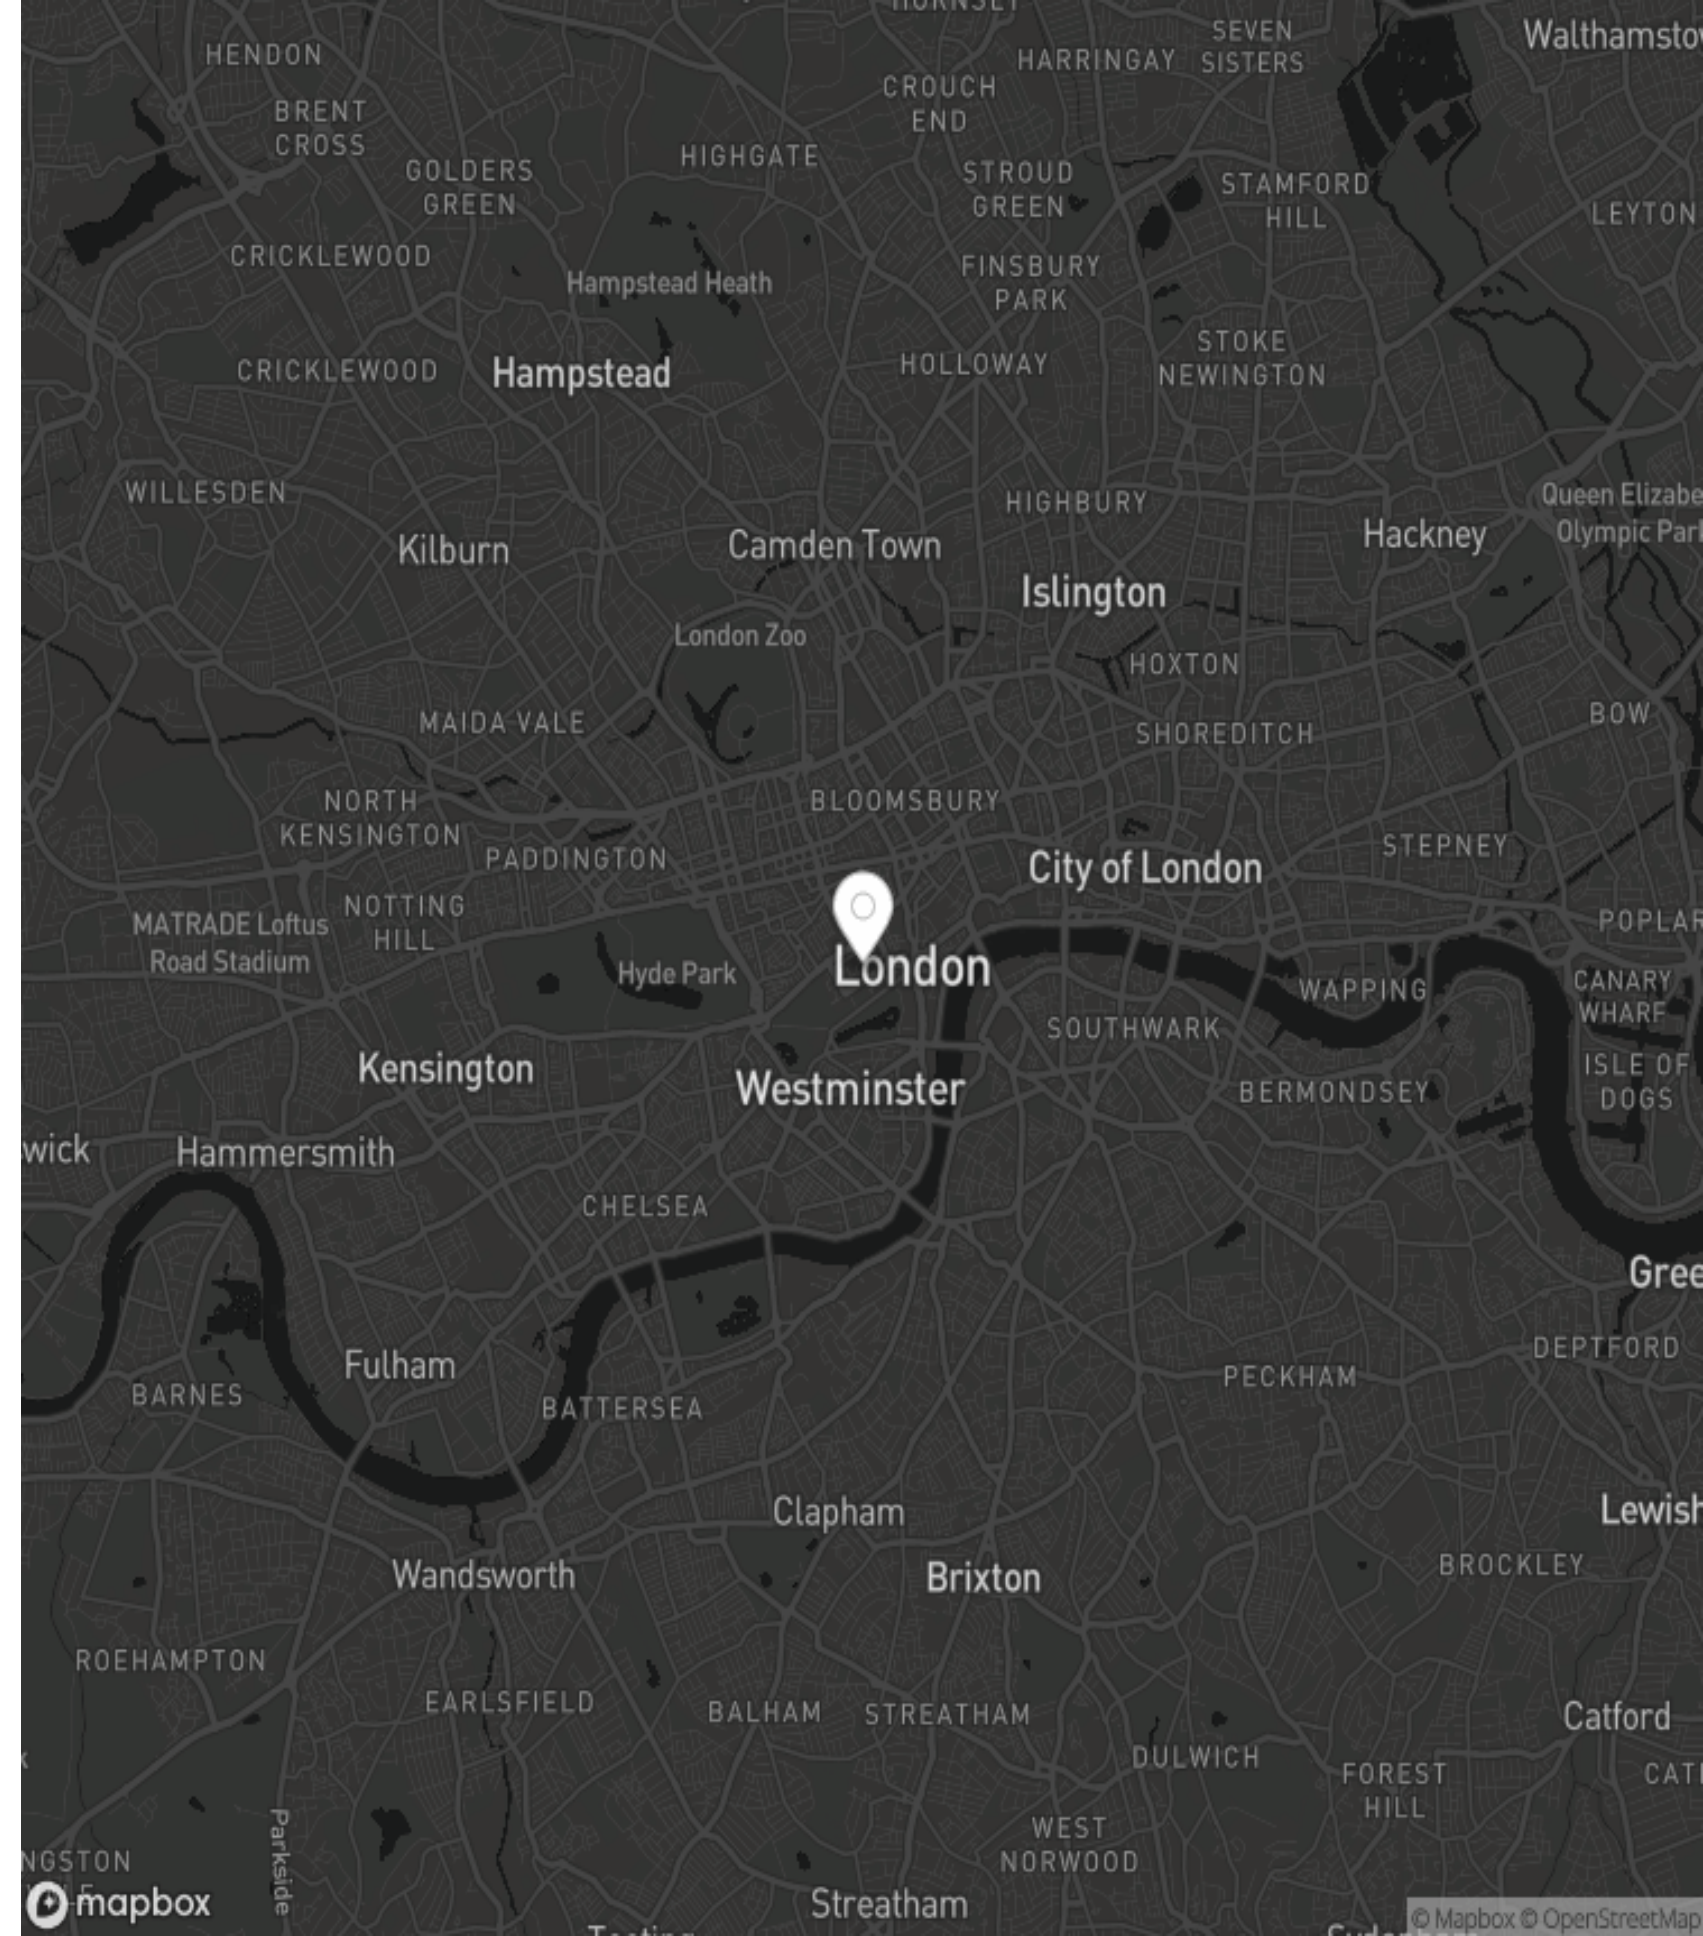 HORNSEY
SEVEN
SISTERS
Walthamstow
HENDON
HARRINGAY
CROUCH
END
BRENT
CROSS
HIGHGATE
GOLDERS
GREEN
STROUD
GREEN
STAMFORD
HILL
LEYTON
CRICKLEWOOD
Hampstead Heath
FINSBURY
PARK
STOKE
NEWINGTON
CRICKLEWOOD
Hampstead
HOLLOWAY
WILLESDEN
HIGHBURY
Queen Elizabe
Olympic Park
Kilburn
Camden Town
Hackney
Islington
London Zoo
HOXTON
MAIDA VALE
SHOREDITCH
BOW
NORTH
KENSINGTON
BLOOMSBURY
PADDINGTON
City of London
STEPNEY
MATRADE Loftus
Road Stadium
NOTTING
HILL
POPLAR
Hyde Park
London
WAPPING
CANARY
WHARF
SOUTHWARK
Kensington
Westminster
BERMONDSEY
ISLE OF
DOGS
wick
Hammersmith
CHELSEA
Gree
Fulham
BARNES
BATTERSEA
PECKHAM
DEPTFORD
Clapham
Lewish
Wandsworth
Brixton
BROCKLEY
ROEHAMPTON
EARLSFIELD
BALHAM
STREATHAM
Catford
DULWICH
FOREST
HILL
CAT
Parkside
WEST
NORWOOD
NGSTON
mapbox
Streatham
Tooting
© Mapbox © OpenStreetMap